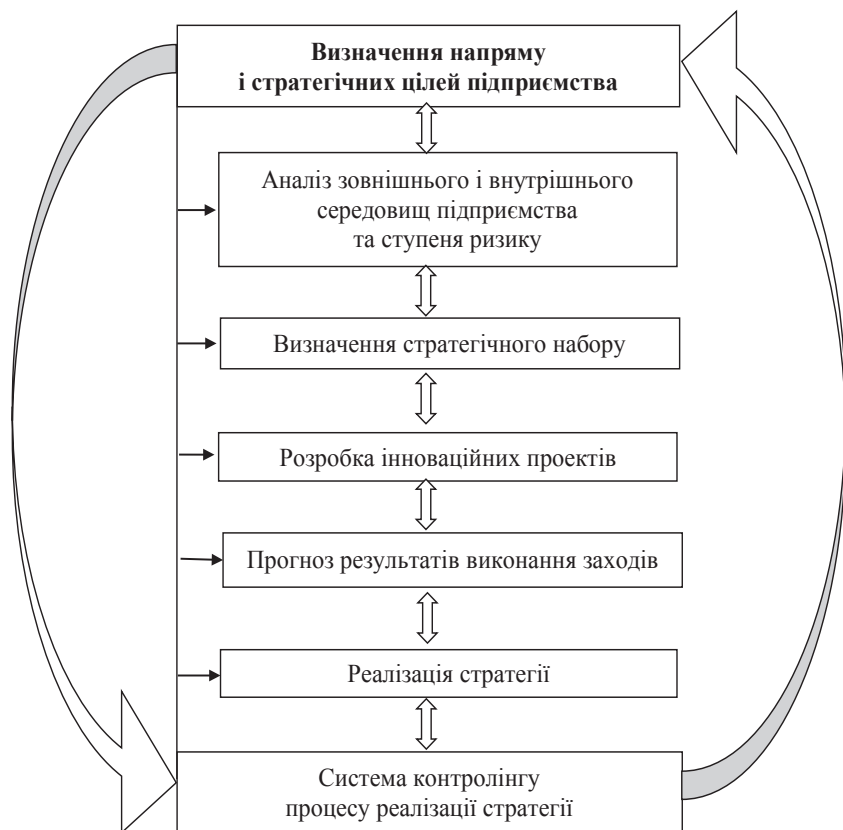 Визначення напряму
і стратегічних цілей підприємства
Аналіз зовнішнього і внутрішнього
середовищ підприємства
та ступеня ризику
Визначення стратегічного набору
Розробка інноваційних проектів
Прогноз результатів виконання заходів
Реалізація стратегії
Система контролінгу
процесу реалізації стратегії